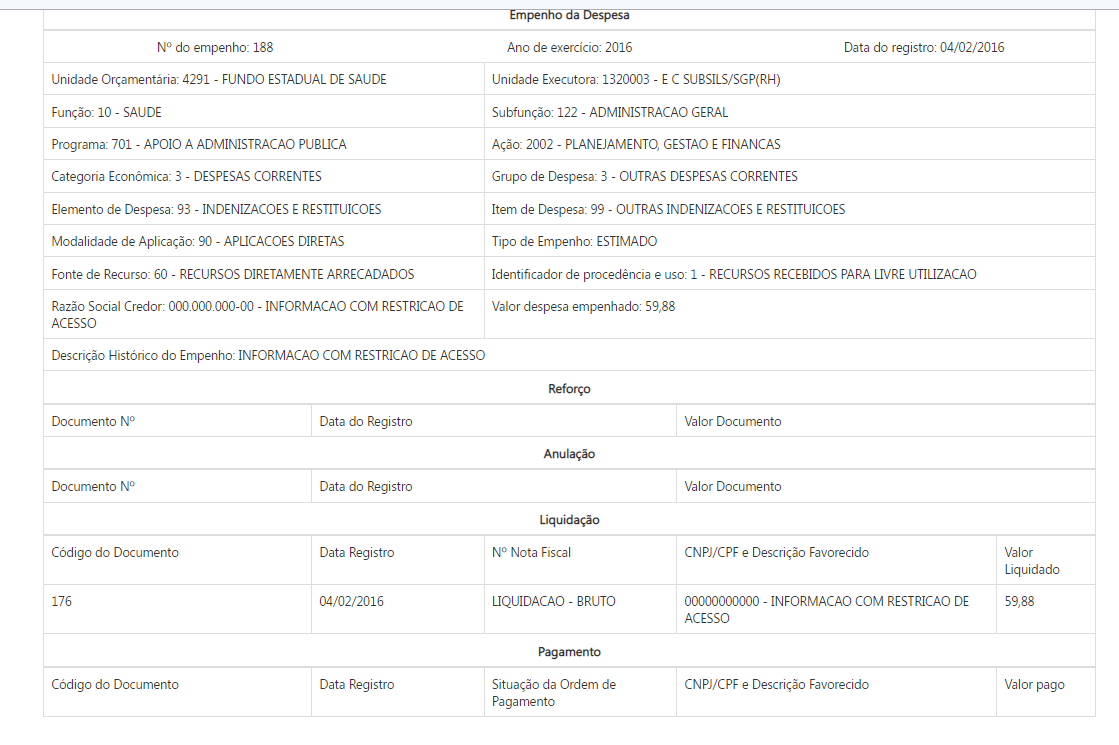 Empenho da Despesa
Nº do empenho: 188 Ano de exercício: 2016 Data do registro: 04/02/2016
Unidade Orçamentária: 4291 - FUNDO ESTADUAL DE SAUDE Unidade Executora: 1320003 - E C SUBSILS/SGP(RH)
Função: 10 - SAUDE Subfunção: 122 - ADMINISTRACAO GERAL
Programa: 701 - APOIO A ADMINISTRACAO PUBLICA Ação: 2002 - PLANEJAMENTO, GESTAO E FINANCAS
Categoria Econômica: 3 - DESPESAS CORRENTES Grupo de Despesa: 3 - OUTRAS DESPESAS CORRENTES
Elemento de Despesa: 93 - INDENIZACOES E RESTITUICOES Item de Despesa: 99 - OUTRAS INDENIZACOES E RESTITUICOES
Modalidade de Aplicação: 90 - APLICACOES DIRETAS Tipo de Empenho: ESTIMADO
Fonte de Recurso: 60 - RECURSOS DIRETAMENTE ARRECADADOS Identificador de procedência e uso: 1 - RECURSOS RECEBIDOS PARA LIVRE UTILIZACAO
Razão Social Credor: 000.000.000-00 - INFORMACAO COM RESTRICAO DE
ACESSO
Valor despesa empenhado: 59,88
Descrição Histórico do Empenho: INFORMACAO COM RESTRICAO DE ACESSO
Reforço
Documento Nº Data do Registro Valor Documento
Anulação
Documento Nº Data do Registro Valor Documento
Liquidação
Código do Documento Data Registro Nº Nota Fiscal CNPJ/CPF e Descrição Favorecido Valor
Liquidado
176 04/02/2016 LIQUIDACAO - BRUTO 00000000000 - INFORMACAO COM RESTRICAO DE
ACESSO
59,88
Pagamento
Código do Documento Data Registro Situação da Ordem de
Pagamento
CNPJ/CPF e Descrição Favorecido Valor pago